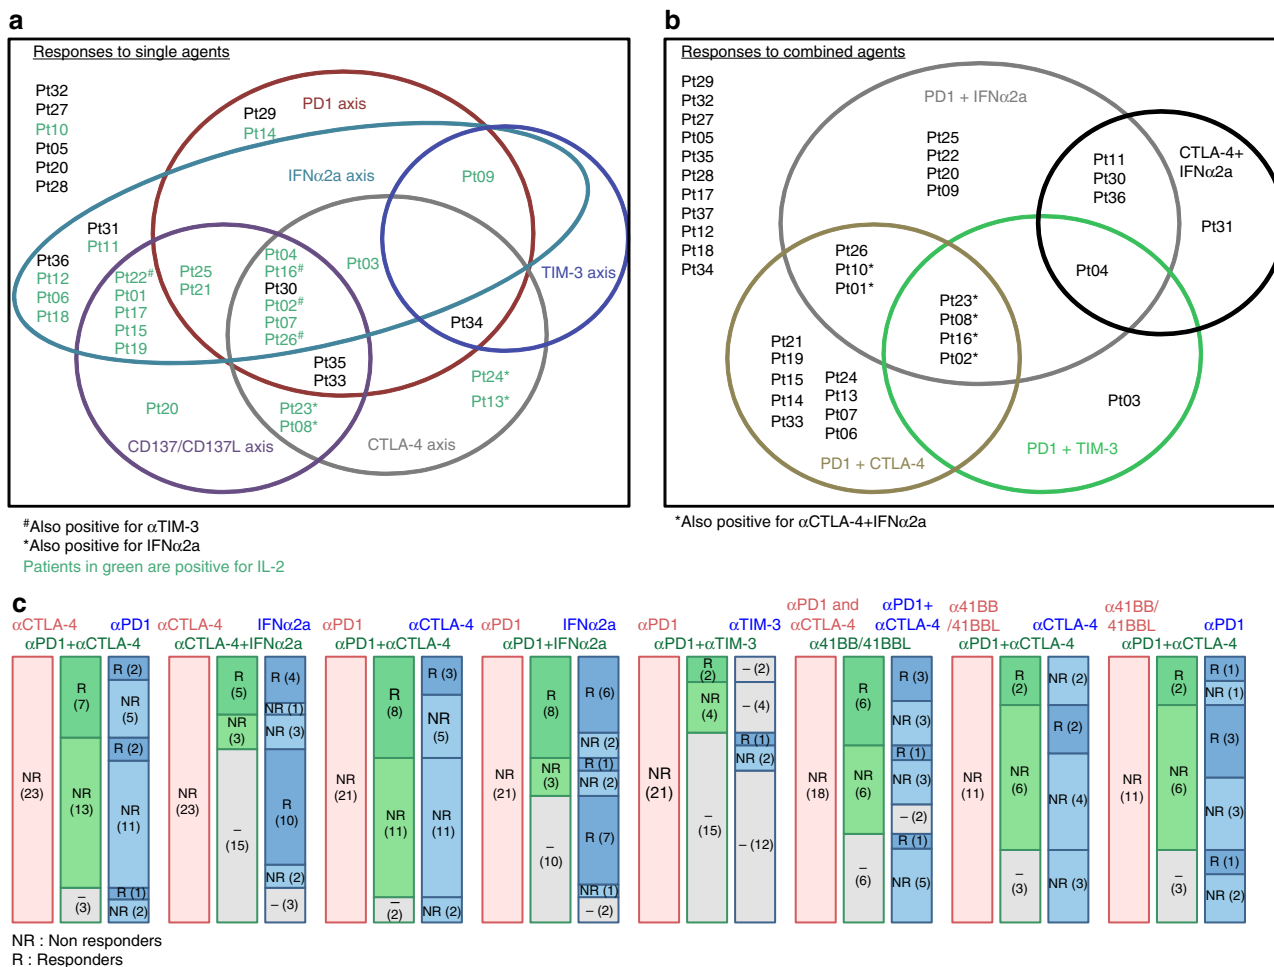 a
Responses to single agents
Pt32
Pt27
Pt10
Pt05
Pt20
Pt28
PD1 axis
Pt29
Pt14
IFNα2a axis
Pt09
Pt31
Pt11
Pt36
Pt12
Pt06
Pt18
Pt22#
Pt01
Pt17
Pt15
Pt19
Pt25
Pt21
Pt04
Pt16#
Pt30
Pt02#
Pt07
Pt26#
Pt03
TIM-3 axis
Pt34
Pt35
Pt33
Pt24*
Pt13*
Pt20
Pt23*
Pt08*
CD137/CD137L axis
CTLA-4 axis
#Also positive for αTIM-3
*Also positive for IFNα2a
Patients in green are positive for IL-2
b
Responses to combined agents
Pt29
Pt32
Pt27
Pt05
Pt35
Pt28
Pt17
Pt37
Pt12
Pt18
Pt34
PD1 + IFNα2a
Pt25
Pt22
Pt20
Pt09
Pt11
Pt30
Pt36
CTLA-4+
IFNα2a
Pt31
Pt04
Pt26
Pt10*
Pt01*
Pt23*
Pt08*
Pt16*
Pt02*
Pt21
Pt19
Pt15
Pt14
Pt33
Pt24
Pt13
Pt07
Pt06
Pt03
PD1 + CTLA-4
PD1 + TIM-3
*Also positive for αCTLA-4+IFNα2a
c
αCTLA-4 αPD1
αPD1+αCTLA-4
NR
(23)
R
(7)
NR
(13)
–
(3)
R (2)
NR
(5)
R (2)
NR
(11)
R (1)
NR (2)
αCTLA-4 IFNα2a
αCTLA-4+IFNα2a
NR
(23)
R
(5)
NR
(3)
–
(15)
R (4)
NR (1)
NR (3)
R
(10)
NR (2)
– (3)
αPD1 αCTLA-4
αPD1+αCTLA-4
NR
(21)
R
(8)
NR
(11)
–
(2)
R (3)
NR
(5)
NR
(11)
NR (2)
αPD1 IFNα2a
αPD1+IFNα2a
NR
(21)
R
(8)
NR
(3)
–
(10)
R (6)
NR (2)
R (1)
NR (2)
R (7)
NR (1)
– (2)
αPD1 αTIM-3
αPD1+αTIM-3
NR
(21)
R
(2)
NR
(4)
–
(15)
– (2)
– (4)
R (1)
NR (2)
– (12)
αPD1 and
αCTLA-4
αPD1+
αCTLA-4
α41BB/41BBL
NR
(18)
R
(6)
NR
(6)
–
(6)
R (3)
NR (3)
R (1)
NR (3)
– (2)
R (1)
NR (5)
α41BB
/41BBL
αCTLA-4
αPD1+αCTLA-4
NR
(11)
R
(2)
NR
(6)
–
(3)
NR (2)
R (2)
NR (4)
NR (3)
α41BB/
41BBL
αPD1
αPD1+αCTLA-4
NR
(11)
R
(2)
NR
(6)
–
(3)
R (1)
NR (1)
R (3)
NR (3)
R (1)
NR (2)
NR : Non responders
R : Responders